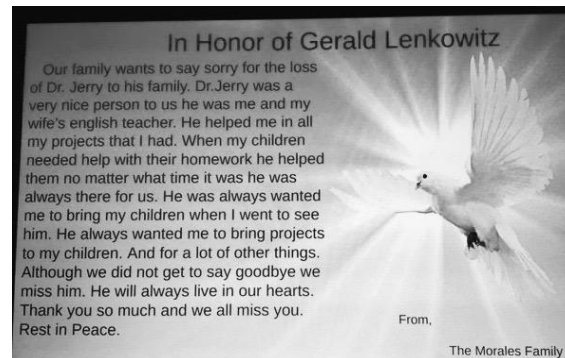 In Honor of Gerald Lenkowitz
Our family wants to say sorry for the loss
of Dr. Jerry to his family. Dr.Jerry was a
very nice person to us he was me and my
wife's english teacher. He helped me in all
my projects that I had. When my children
needed help with their homework he helped
them no matter what time it was he was
always there for us. He was always wanted
me to bring my children when I went to see
him. He always wanted me to bring projects
to my children. And for a lot of other things.
Although we did not get to say goodbye we
miss him. He will always live in our hearts.
Thank you so much and we all miss you.
Rest in Peace.
From,
The Morales Family